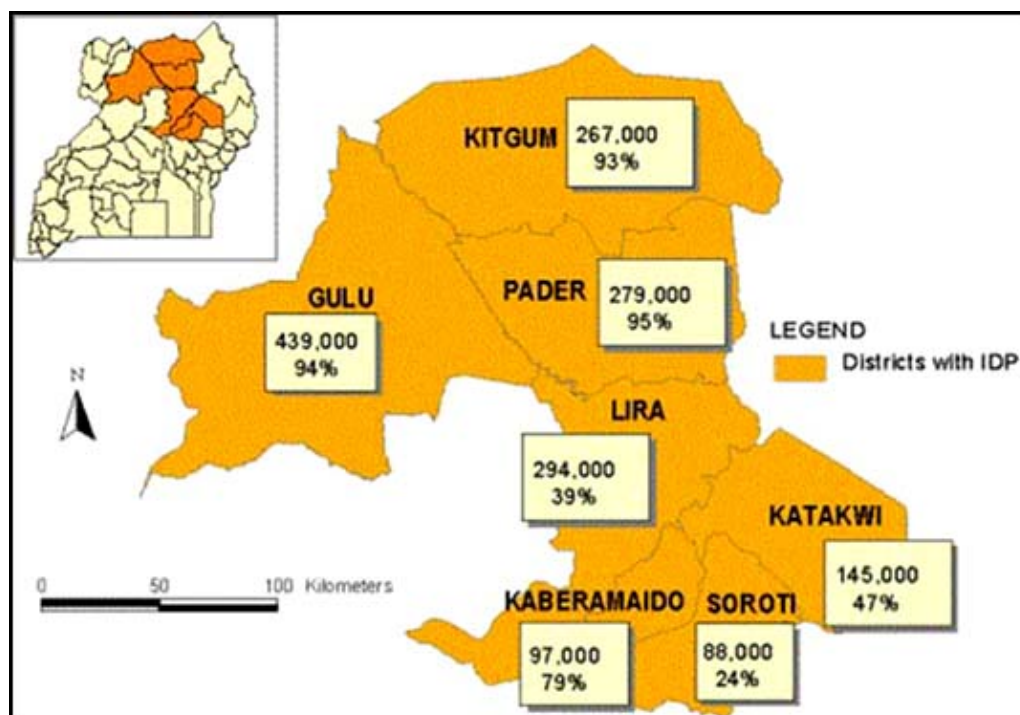 KITGUM
267,000
93%
PADER
279,000
95%
GULU
439,000
94%
LEGEND
Districts with IDP
N
LIRA
294,000
39%
KATAKWI
145,000
47%
0 50 100 Kilometers
KABERAMAIDO
97,000
79%
SOROTI
88,000
24%